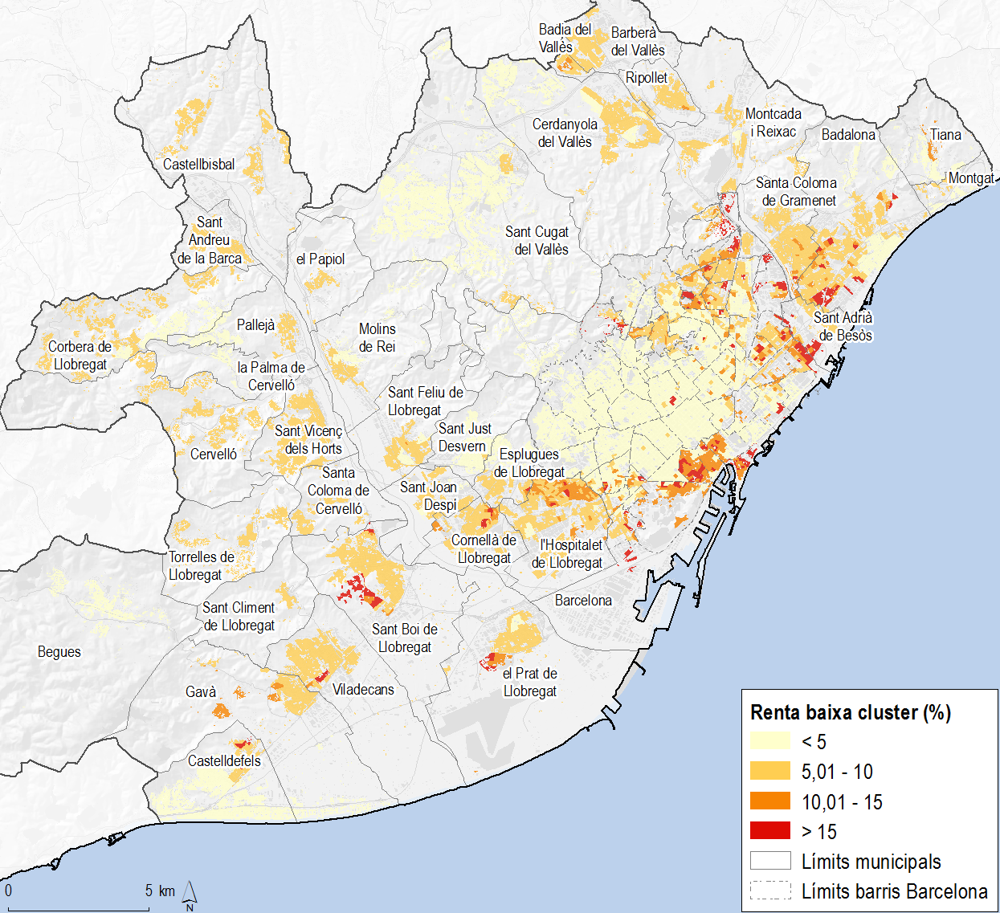 Badia del
Vallès
Barberà
del Vallès
Ripollet
Cerdanyola
del Vallès
Montcada
i Reixac
Badalona
Tiana
Montgat
Castellbisbal
Santa Coloma
de Gramenet
Sant
Andreu
de la Barca
el Papiol
Sant Cugat
del Vallès
Sant Adrià
de Besòs
Pallejà
Molins
de Rei
Corbera de
Llobregat
la Palma de
Cervelló
Sant Feliu de
Llobregat
Sant Just
Desvern
Sant Vicenç
dels Horts
Cervelló
Esplugues
de Llobregat
Santa
Coloma de
Cervelló
Sant Joan
Despí
Cornellà de
Llobregat
l'Hospitalet
de Llobregat
Torrelles de
Llobregat
Barcelona
Sant Climent
de Llobregat
Sant Boi de
Llobregat
Begues
el Prat de
Llobregat
Gavà
Viladecans
Castelldefels
Renta baixa cluster (%)
< 5
5,01 - 10
10,01 - 15
> 15
Límits municipals
Límits barris Barcelona
0 5 km
N